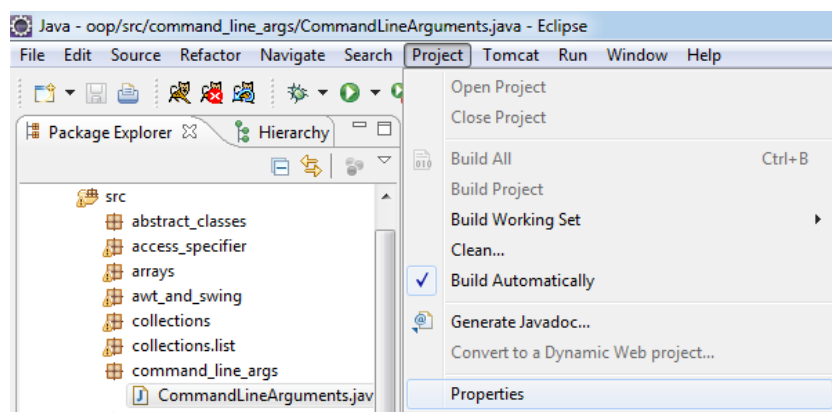 Java - oop/src/command_line_args/CommandLineArguments.java - Eclipse
File Edit Source Refactor Navigate Search Project Tomcat Run Window Help
Package Explorer Hierarchy
src
abstract_classes
access_specifier
arrays
awt_and_swing
collections
collections.list
command_line_args
CommandLineArguments.jav
Open Project
Close Project
010 Build All Ctrl+B
Build Project
Build Working Set
Clean...
Build Automatically
@ Generate Javadoc...
Convert to a Dynamic Web project...
Properties